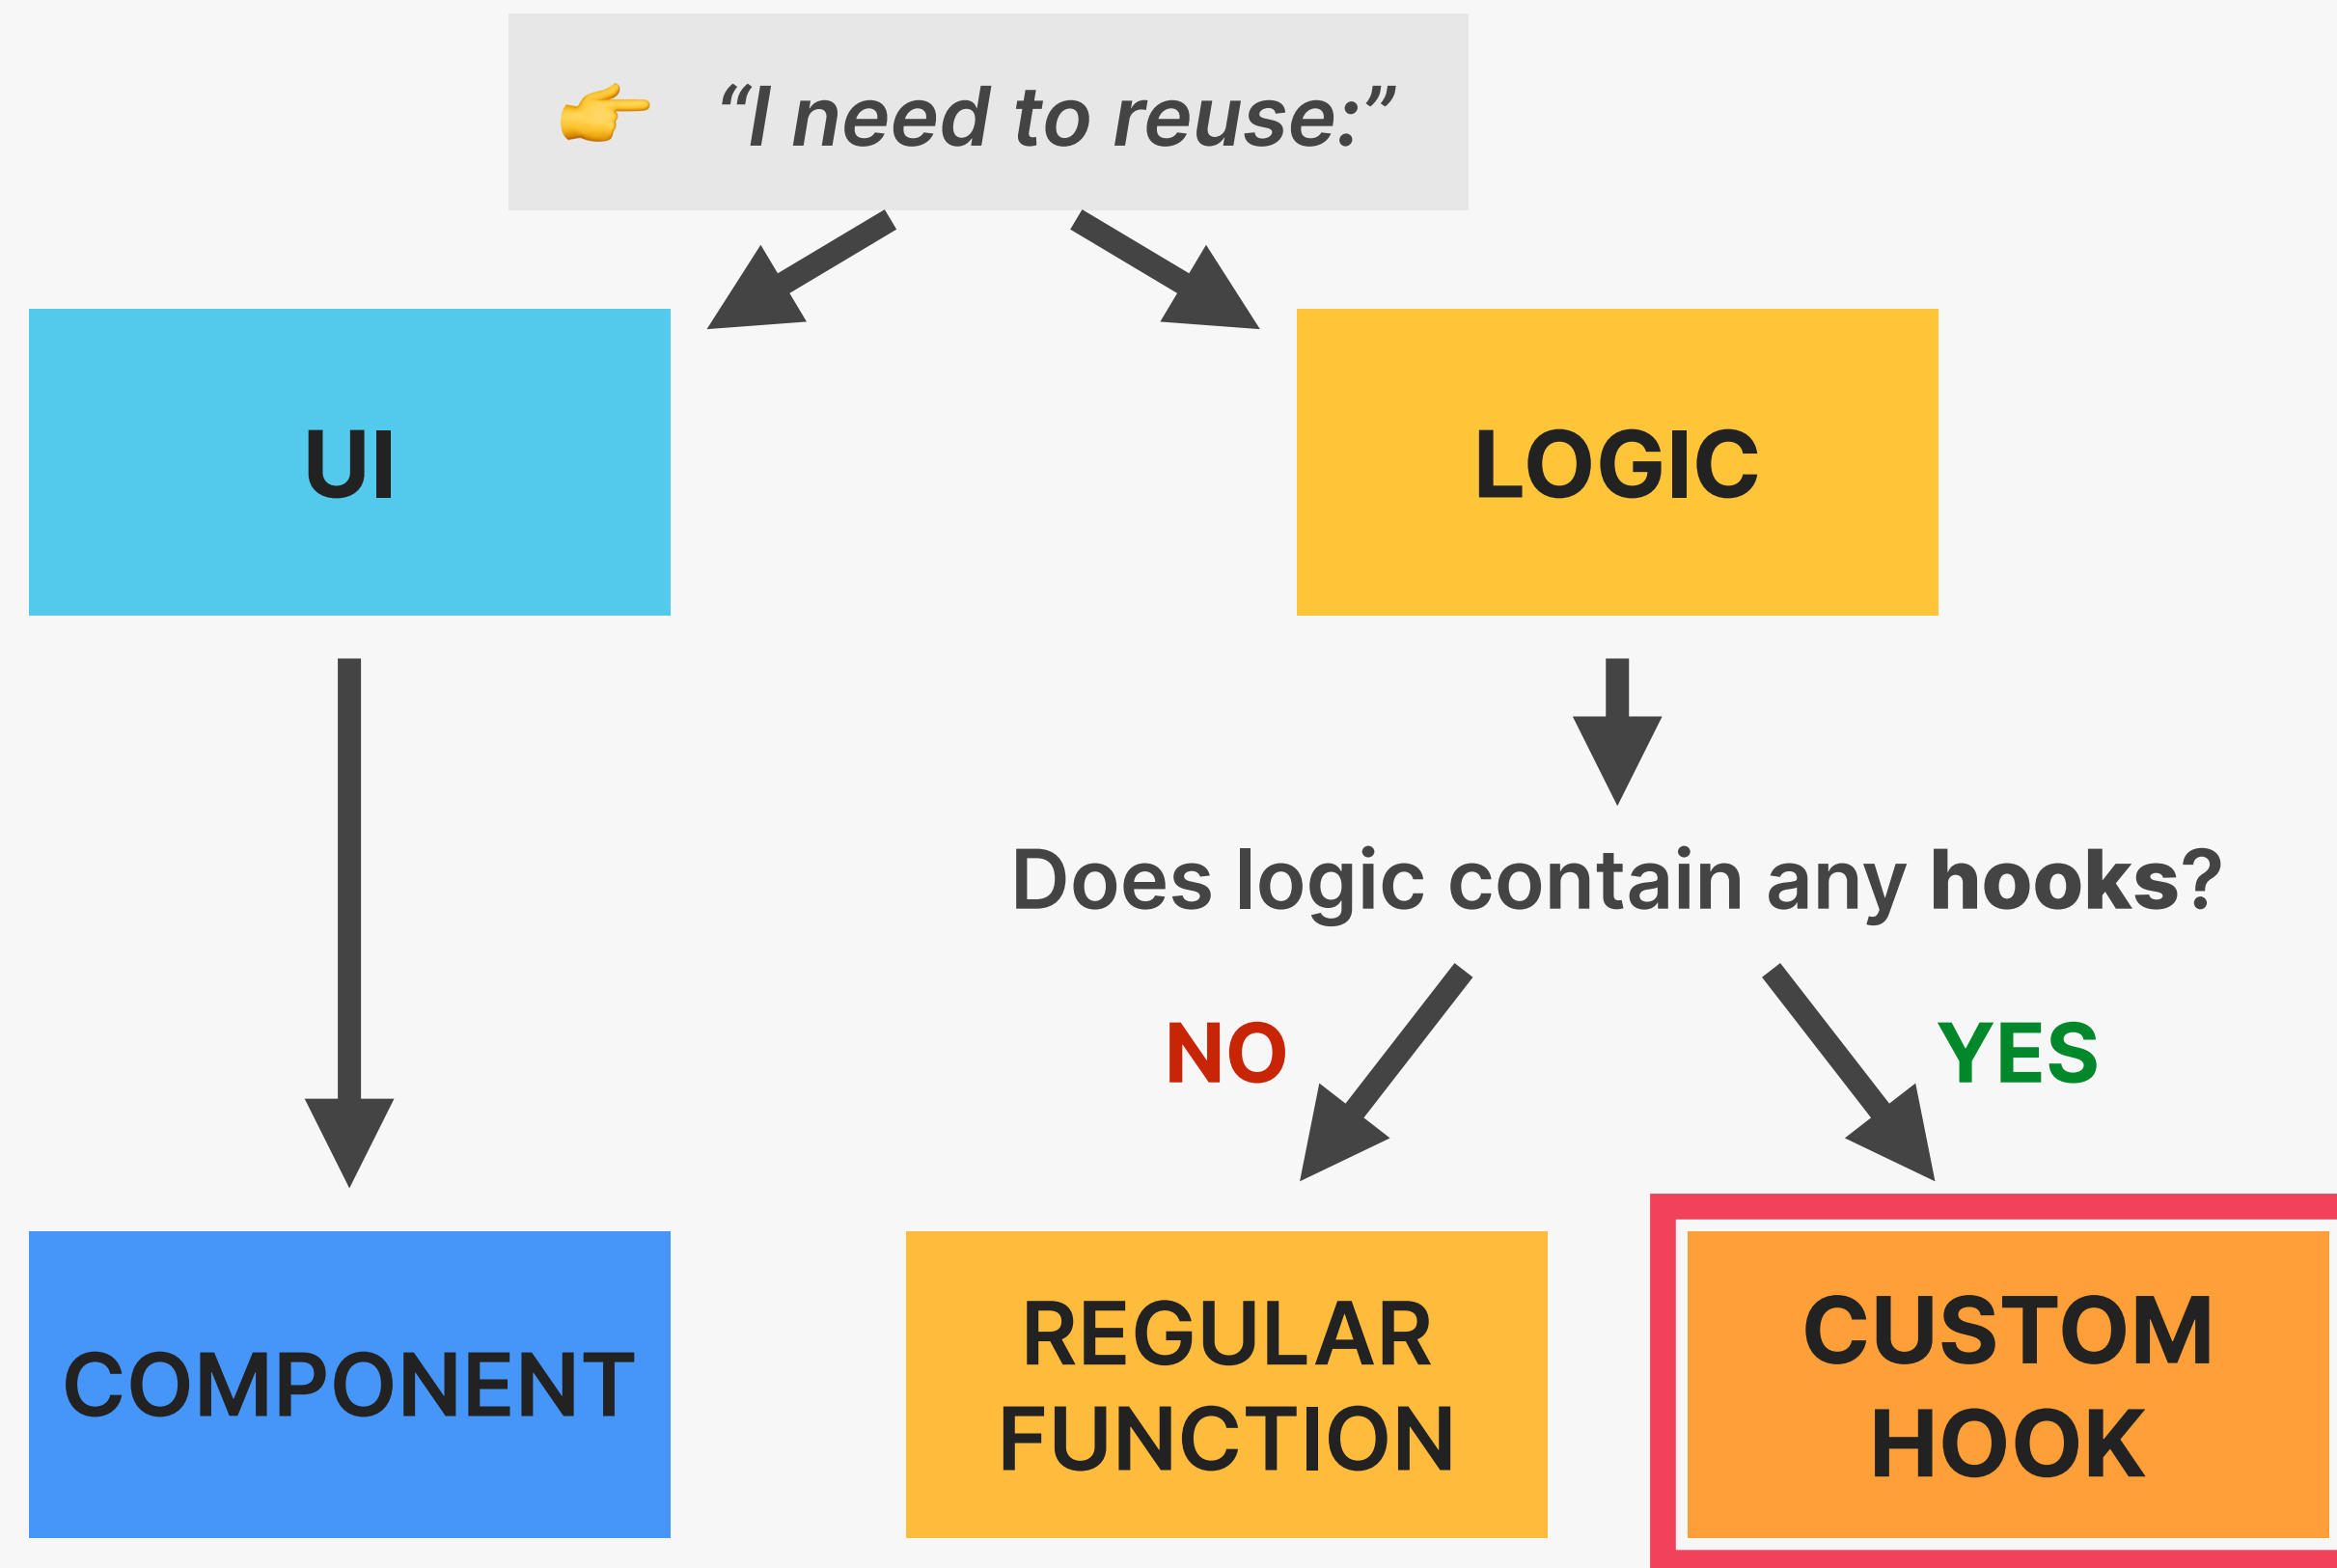 👉 “I need to reuse:”
UI
LOGIC
Does logic contain any hooks?
NO
YES
COMPONENT
REGULAR
FUNCTION
CUSTOM
HOOK